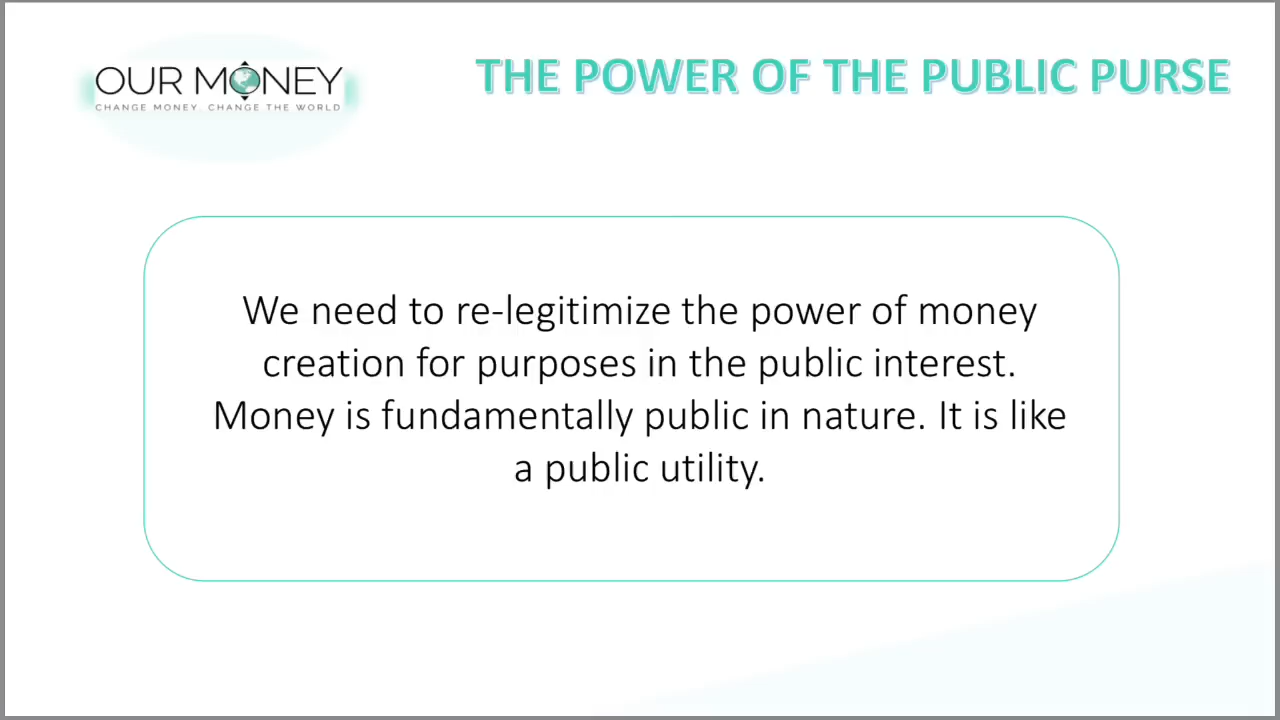 OUR MONEY
CHANGE MONEY. CHANGE THE WORLD
THE POWER OF THE PUBLIC PURSE
We need to re-legitimize the power of money
creation for purposes in the public interest.
Money is fundamentally public in nature. It is like
a public utility.